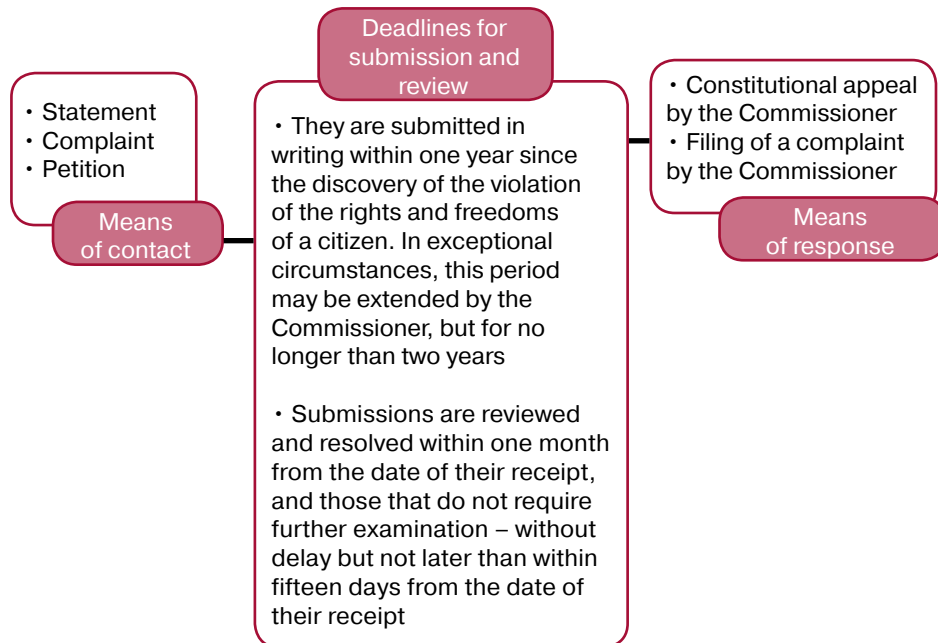 · Statement
· Complaint
· Petition
Means
of contact
Deadlines for
submission and
review
· They are submitted in
writing within one year since
the discovery of the violation
of the rights and freedoms
of a citizen. In exceptional
circumstances, this period
may be extended by the
Commissioner, but for no
longer than two years
· Submissions are reviewed
and resolved within one month
from the date of their receipt,
and those that do not require
further examination – without
delay but not later than within
fifteen days from the date of
their receipt
· Constitutional appeal
by the Commissioner
· Filing of a complaint
by the Commissioner
Means
of response